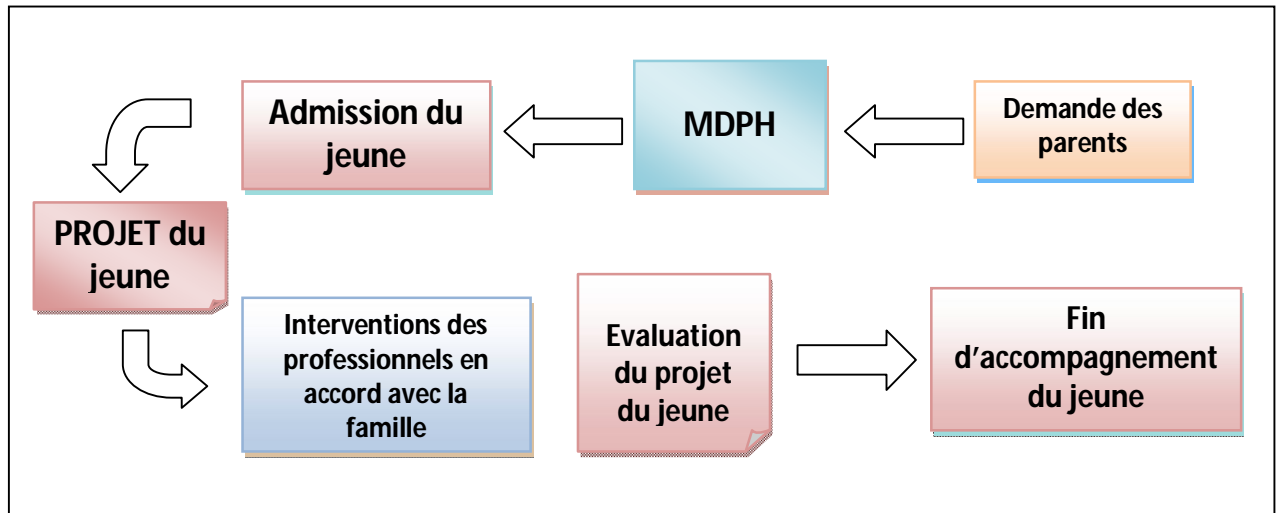 Demande des
parents
MDPH
Admission du
jeune
PROJET du
jeune
Interventions des
professionnels en
accord avec la
famille
Evaluation
du projet
du jeune
Fin
d'accompagnement
du jeune